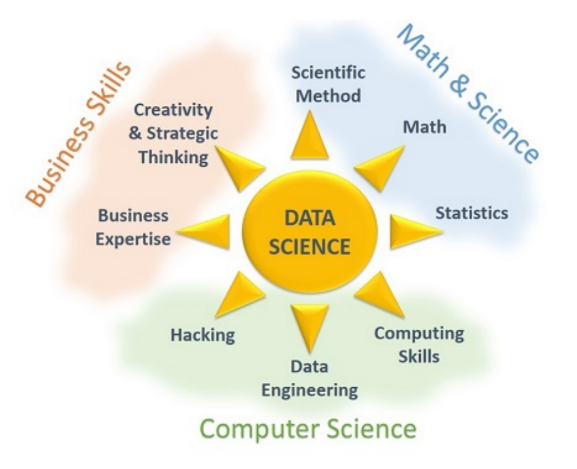 Business Skills
Math & Science
Scientific
Method
Creativity
& Strategic
Thinking
Math
Business
Expertise
DATA
SCIENCE
Statistics
Hacking
Computing
Skills
Data
Engineering
Computer Science